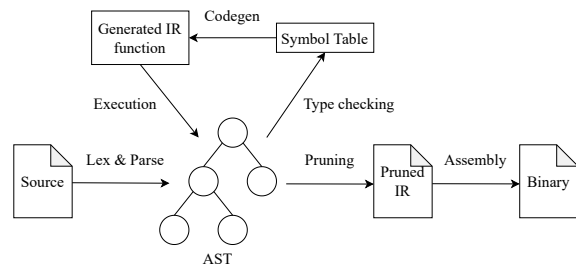 Codegen
Generated IR
function
Symbol Table
Execution
Type checking
Lex & Parse
Pruning
Assembly
Source
Pruned
IR
Binary
AST